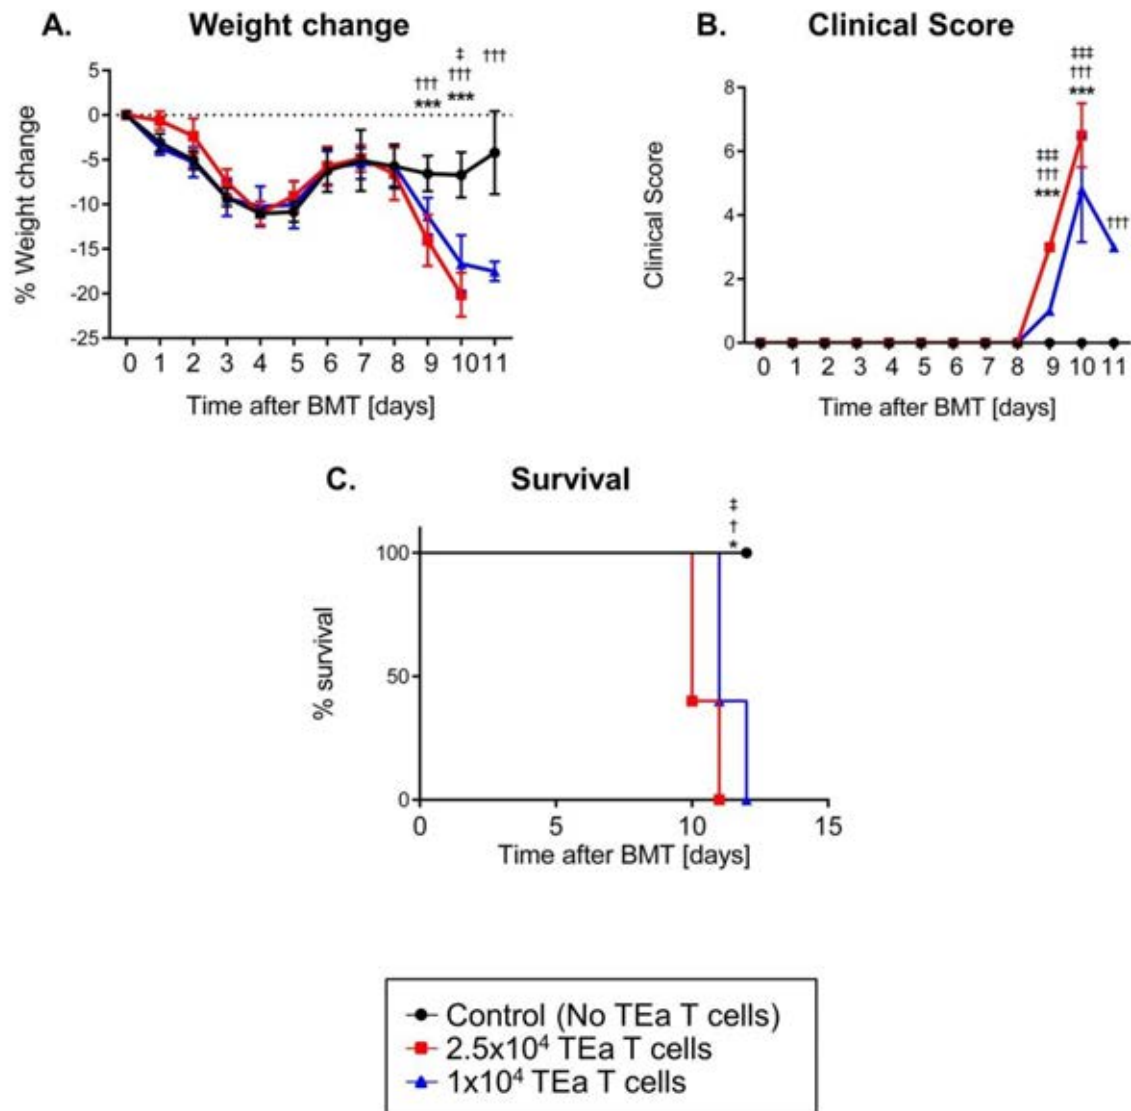 A. Weight change
‡
††† †††
††† ***
***
5
0
-5
-10
-15
-20
-25
% Weight change
0 1 2 3 4 5 6 7 8 9 10 11
Time after BMT [days]
B. Clinical Score
‡‡‡
†††
***
‡‡‡
†††
***
†††
8
6
4
2
0
Clinical Score
0 1 2 3 4 5 6 7 8 9 10 11
Time after BMT [days]
C. Survival
‡
†
*
100
50
0
% survival
0 5 10 15
Time after BMT [days]
Control (No TEa T cells)
2.5x10⁴ TEa T cells
1x10⁴ TEa T cells